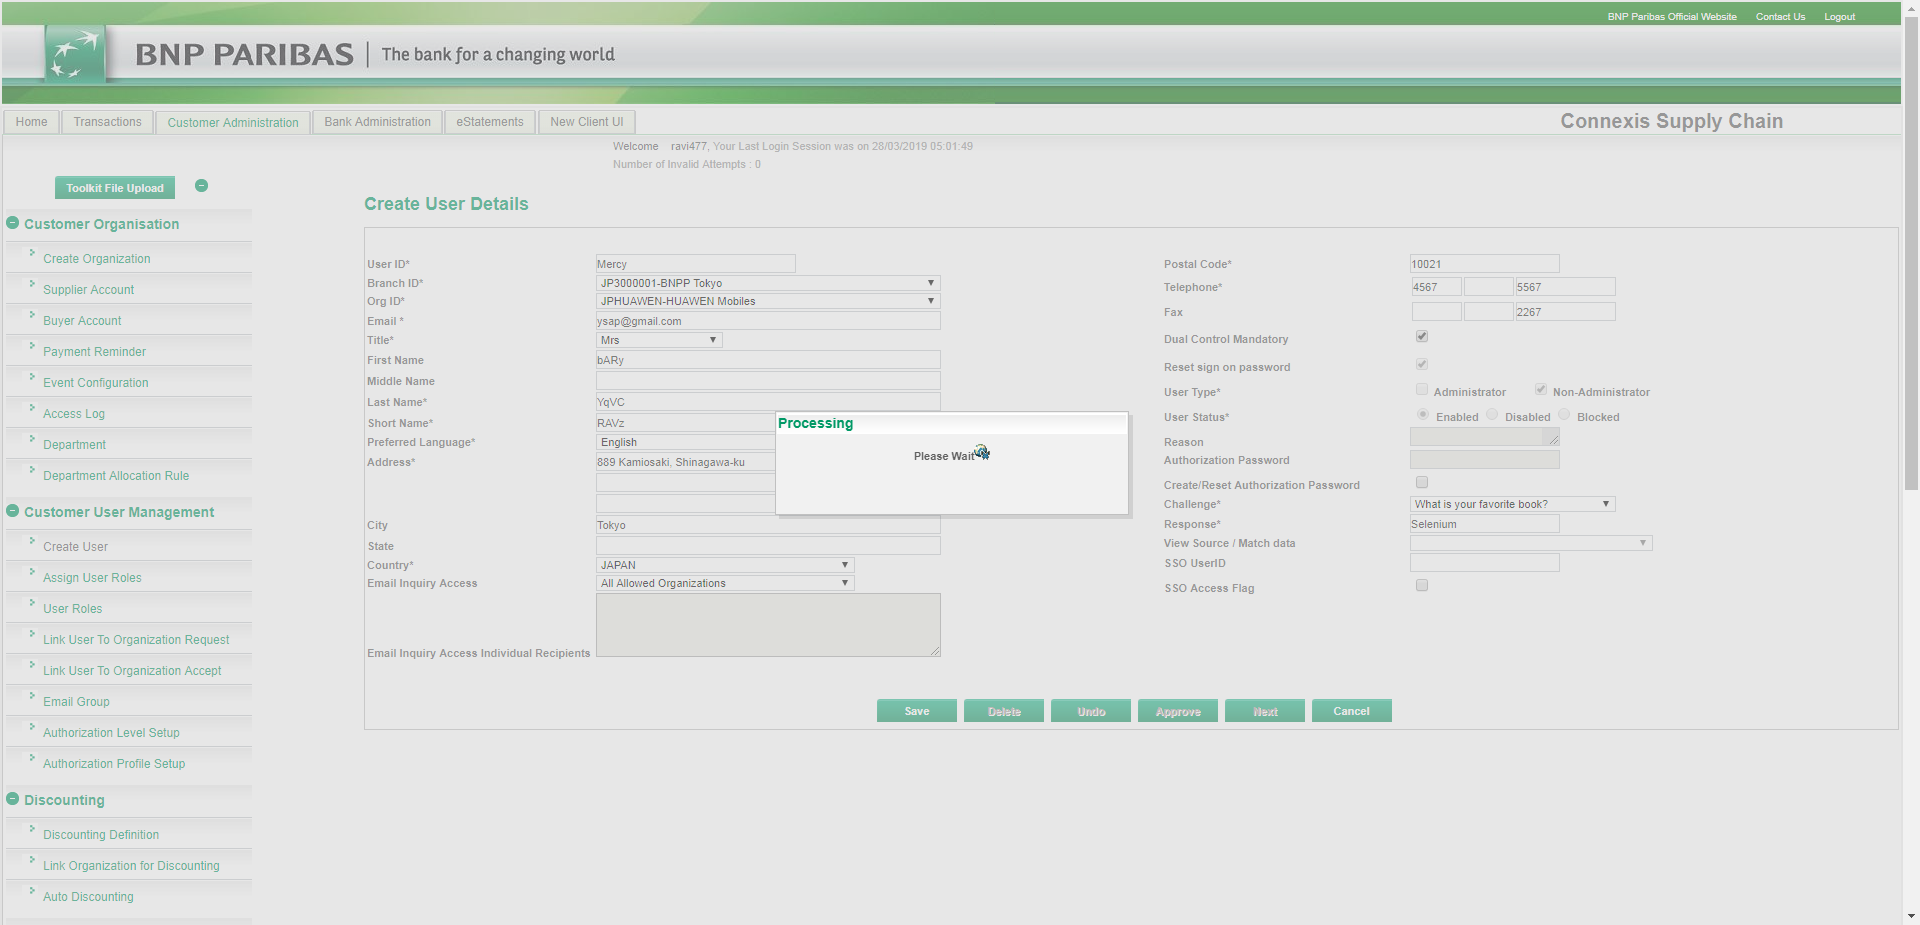 BNP Paribas Official Website Contact Us Logout
BNP PARIBAS | The bank for a changing world
Home Transactions Customer Administration Bank Administration eStatements New Client UI
Connexis Supply Chain
Welcome ravi477, Your Last Login Session was on 28/03/2019 05:01:49
Number of Invalid Attempts : 0
Toolkit File Upload
Customer Organisation
Create Organization
Supplier Account
Buyer Account
Payment Reminder
Event Configuration
Access Log
Department
Department Allocation Rule
Customer User Management
Create User
Assign User Roles
User Roles
Link User To Organization Request
Link User To Organization Accept
Email Group
Authorization Level Setup
Authorization Profile Setup
Discounting
Discounting Definition
Link Organization for Discounting
Auto Discounting
Create User Details
User ID* Mercy
Branch ID* JP3000001-BNPP Tokyo
Org ID* JPHUAWEN-HUAWEN Mobiles
Email * ysap@gmail.com
Title* Mrs
First Name bARy
Middle Name
Last Name* YqVC
Short Name* RAVz
Preferred Language* English
Address* 889 Kamiosaki, Shinagawa-ku
City Tokyo
State
Country* JAPAN
Email Inquiry Access All Allowed Organizations
Email Inquiry Access Individual Recipients
Processing
Please Wait
Postal Code* 10021
Telephone* 4567 5567
Fax 2267
Dual Control Mandatory
Reset sign on password
User Type* Administrator Non-Administrator
User Status* Enabled Disabled Blocked
Reason
Authorization Password
Create/Reset Authorization Password
Challenge* What is your favorite book?
Response* Selenium
View Source / Match data
SSO UserID
SSO Access Flag
Save Delete Undo Approve Next Cancel